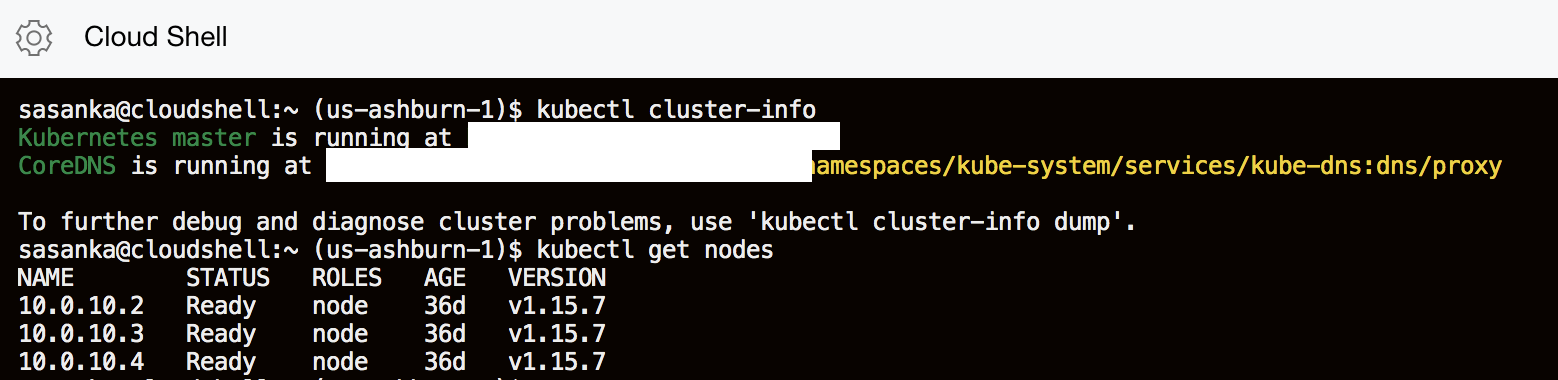 Cloud Shell
sasanka@cloudshell:~ (us-ashburn-1)$ kubectl cluster-info
Kubernetes master is running at
CoreDNS is running at namespaces/kube-system/services/kube-dns:dns/proxy
To further debug and diagnose cluster problems, use 'kubectl cluster-info dump'.
sasanka@cloudshell:~ (us-ashburn-1)$ kubectl get nodes
NAME STATUS ROLES AGE VERSION
10.0.10.2 Ready node 36d v1.15.7
10.0.10.3 Ready node 36d v1.15.7
10.0.10.4 Ready node 36d v1.15.7